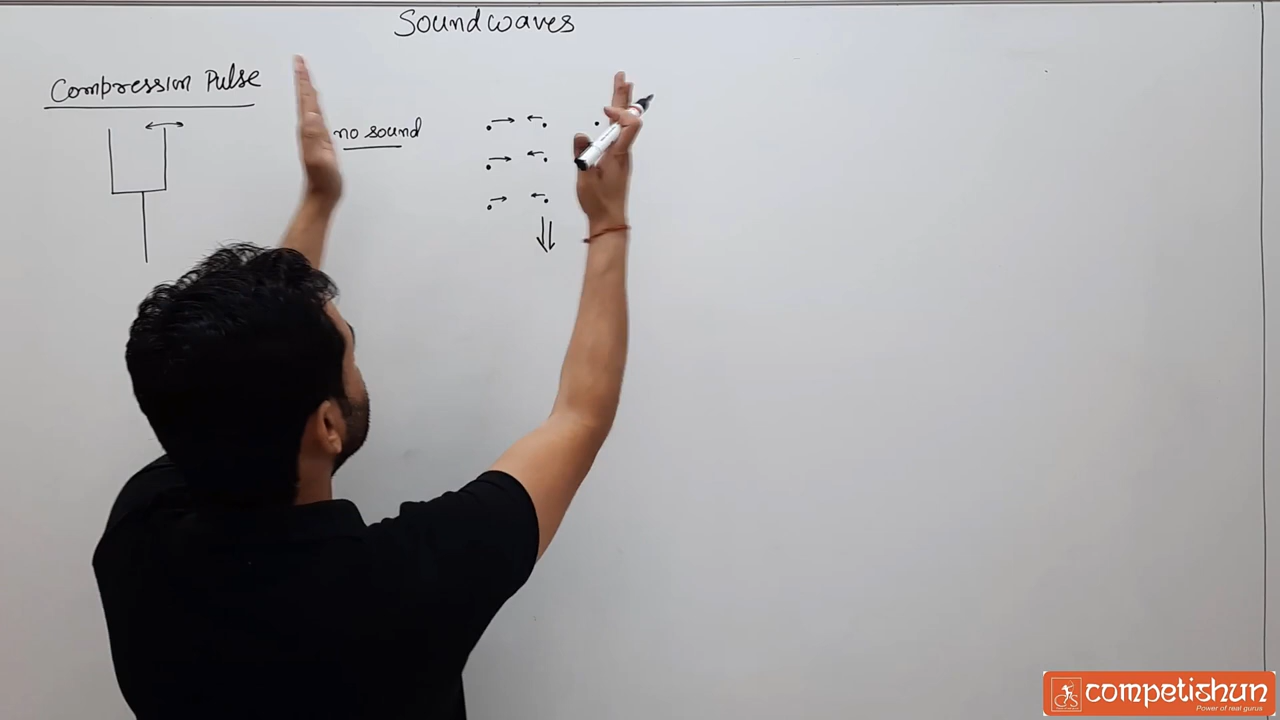 Soundwaves
Compression Pulse
no sound
competishun
Power of real gurus